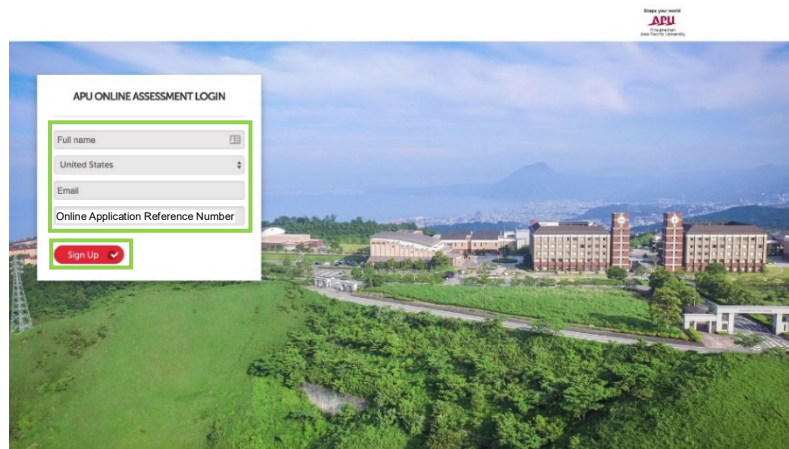 Shape your world
APU
Ritsumeikan
Asia Pacific University
APU ONLINE ASSESSMENT LOGIN
Full name
United States
Email
Online Application Reference Number
Sign Up